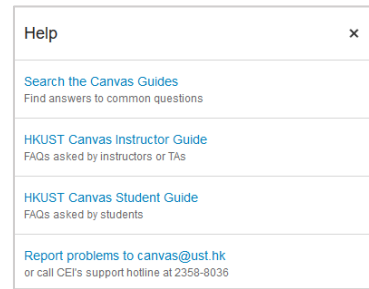 Help ×
Search the Canvas Guides
Find answers to common questions
HKUST Canvas Instructor Guide
FAQs asked by instructors or TAs
HKUST Canvas Student Guide
FAQs asked by students
Report problems to canvas@ust.hk
or call CEI's support hotline at 2358-8036